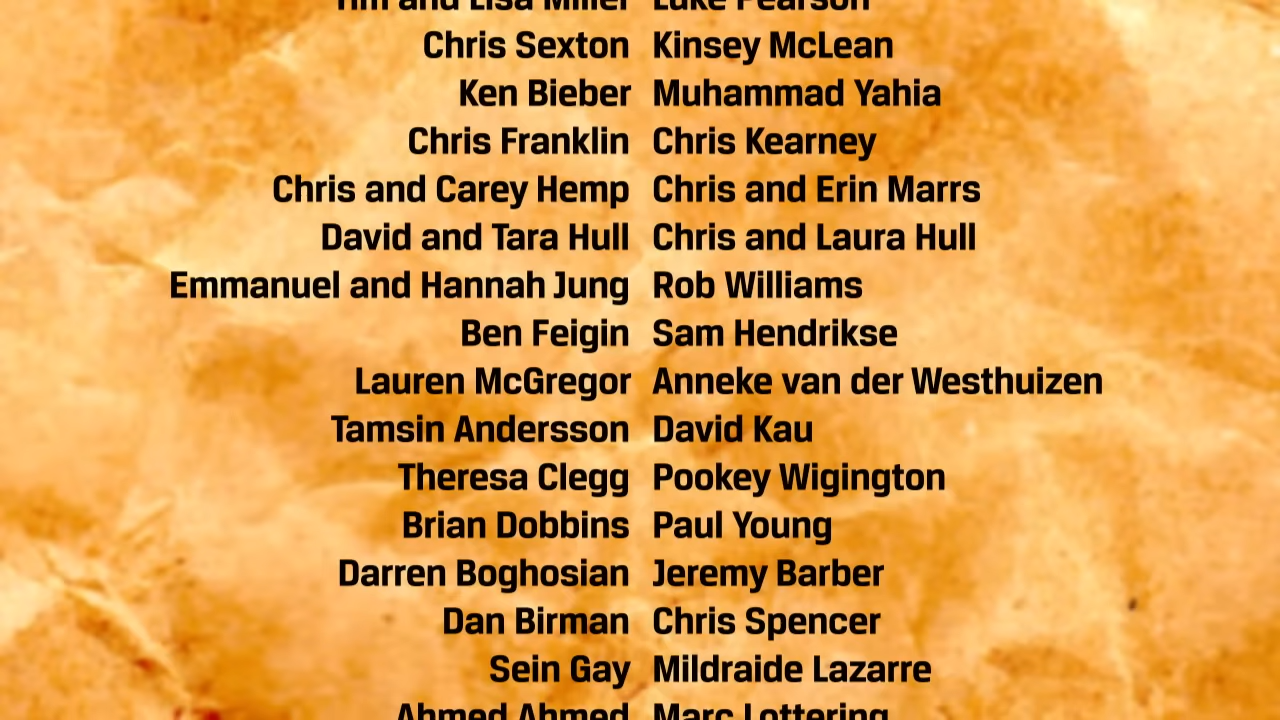 Tim and Lisa Miller Luke Pearson
Chris Sexton Kinsey McLean
Ken Bieber Muhammad Yahia
Chris Franklin Chris Kearney
Chris and Carey Hemp Chris and Erin Marrs
David and Tara Hull Chris and Laura Hull
Emmanuel and Hannah Jung Rob Williams
Ben Feigin Sam Hendrikse
Lauren McGregor Anneke van der Westhuizen
Tamsin Andersson David Kau
Theresa Clegg Pookey Wigington
Brian Dobbins Paul Young
Darren Boghosian Jeremy Barber
Dan Birman Chris Spencer
Sein Gay Mildraide Lazarre
Ahmed Ahmed Marc Lottering